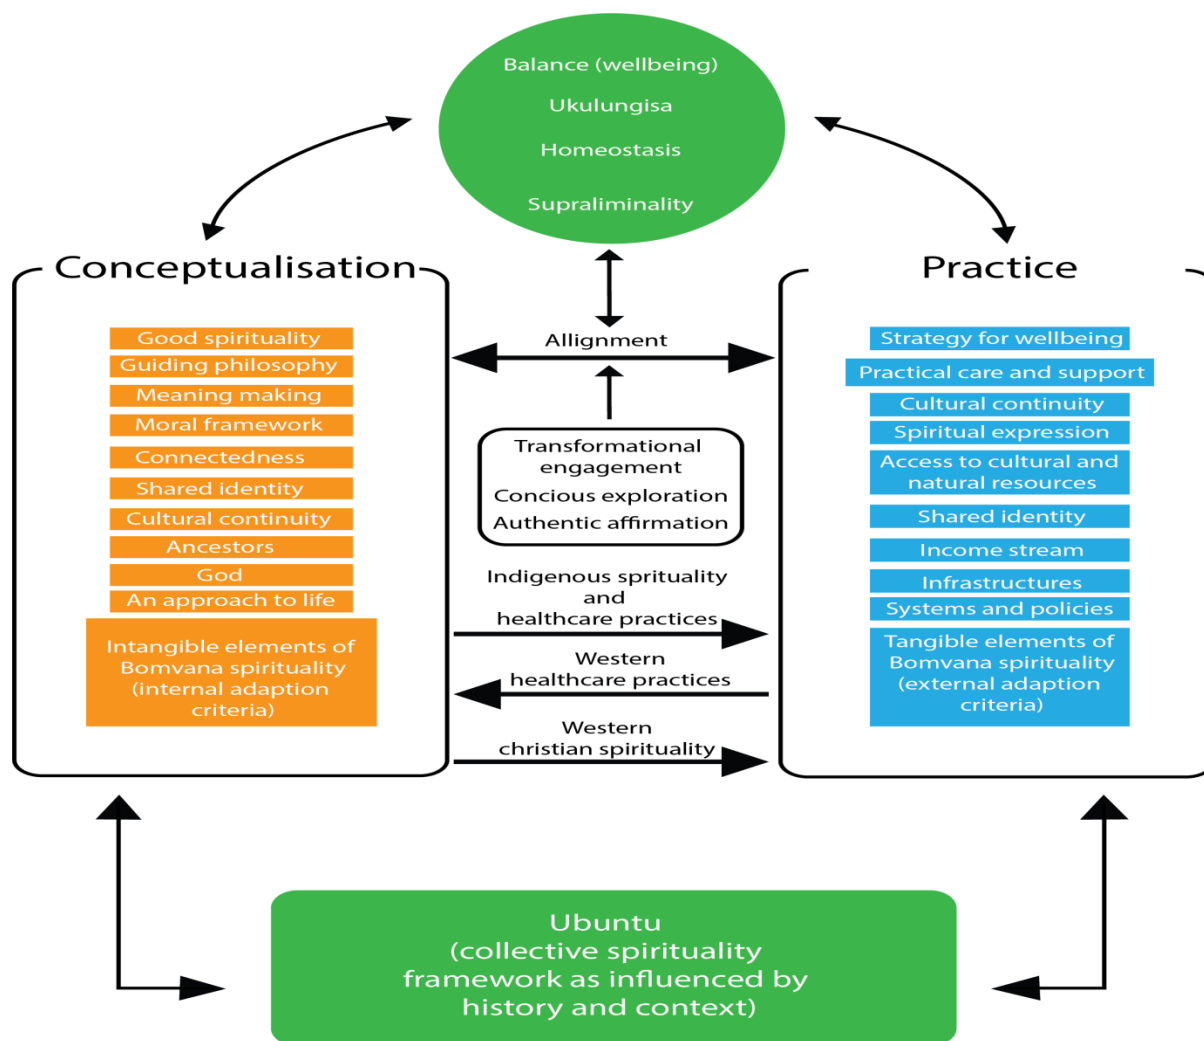 Balance (wellbeing)
Ukulungisa
Homeostasis
Supraliminality
Conceptualisation
Good spirituality
Guiding philosophy
Meaning making
Moral framework
Connectedness
Shared identity
Cultural continuity
Ancestors
God
An approach to life
Intangible elements of
Bomvana spirituality
(internal adaption
criteria)
Allignment
Transformational
engagement
Concious exploration
Authentic affirmation
Indigenous sprituality
and
healthcare practices
Western
healthcare practices
Western
christian spirituality
Practice
Strategy for wellbeing
Practical care and support
Cultural continuity
Spiritual expression
Access to cultural and
natural resources
Shared identity
Income stream
Infrastructures
Systems and policies
Tangible elements of
Bomvana spirituality
(external adaption
criteria)
Ubuntu
(collective spirituality
framework as influenced by
history and context)